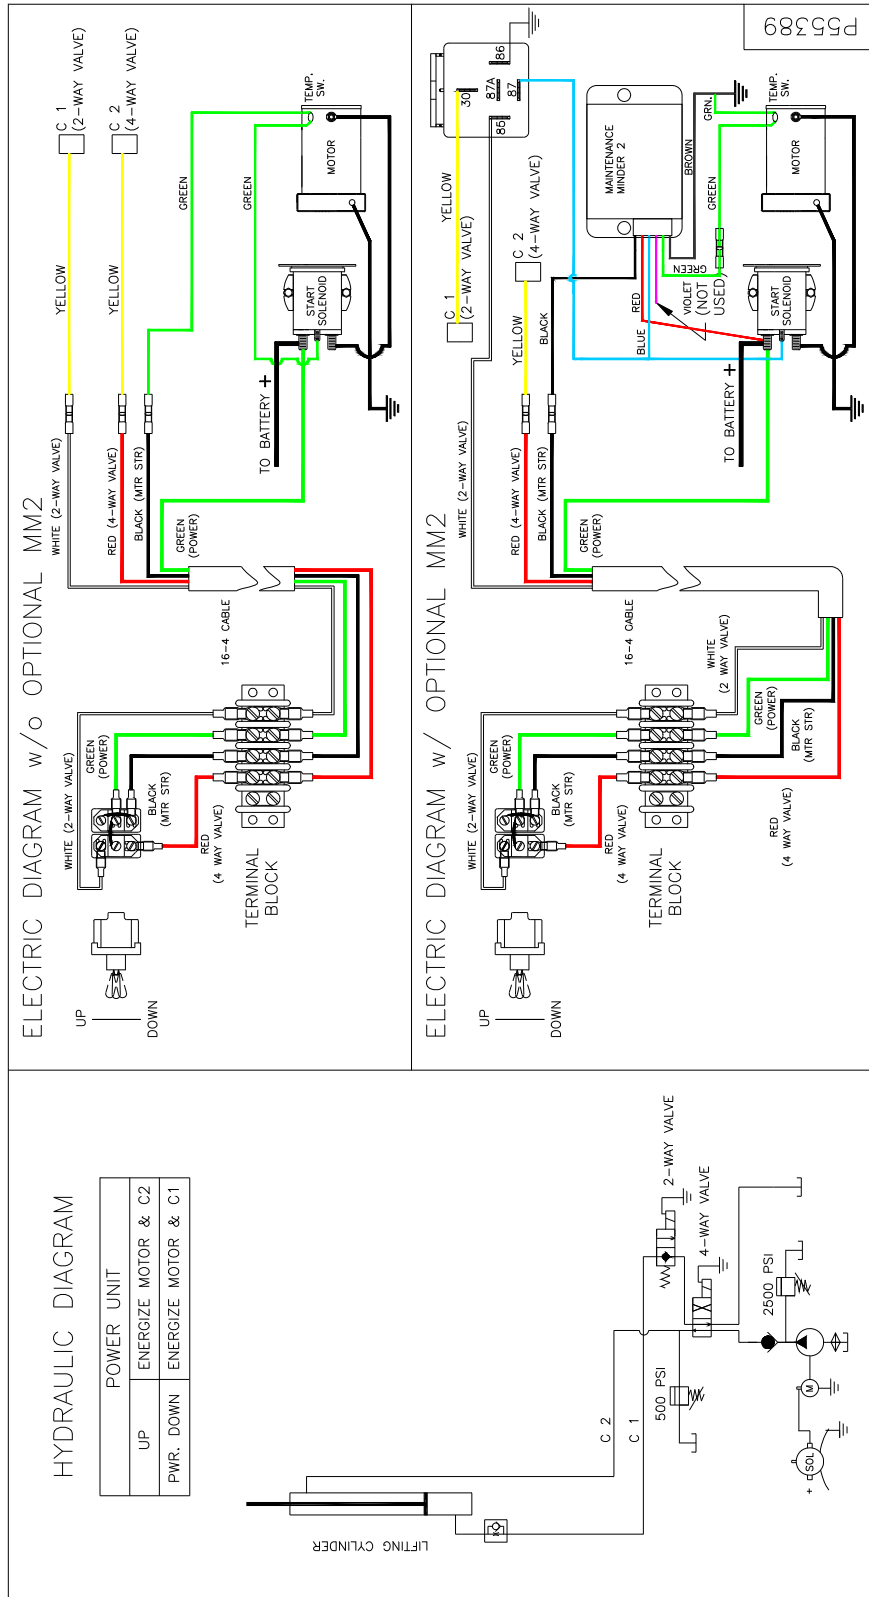 HYDRAULIC DIAGRAM
POWER UNIT
UP
ENERGIZE MOTOR & C2
PWR. DOWN
ENERGIZE MOTOR & C1
LIFTING CYLINDER
C 2
C 1
500 PSI
2-WAY VALVE
4-WAY VALVE
2500 PSI
M
SOL
+
ELECTRIC DIAGRAM w/o OPTIONAL MM2
UP
DOWN
WHITE (2-WAY VALVE)
GREEN
(POWER)
BLACK
(MTR STR)
RED
(4 WAY VALVE)
TERMINAL
BLOCK
16-4 CABLE
WHITE (2-WAY VALVE)
RED (4-WAY VALVE)
BLACK (MTR STR)
GREEN
(POWER)
YELLOW
YELLOW
C 1
(2-WAY VALVE)
C 2
(4-WAY VALVE)
GREEN
GREEN
TO BATTERY +
START
SOLENOID
MOTOR
TEMP.
SW.
ELECTRIC DIAGRAM w/ OPTIONAL MM2
UP
DOWN
WHITE (2-WAY VALVE)
GREEN
(POWER)
BLACK
(MTR STR)
RED
(4 WAY VALVE)
TERMINAL
BLOCK
16-4 CABLE
WHITE
(2 WAY VALVE)
GREEN
(POWER)
BLACK
(MTR STR)
RED
(4 WAY VALVE)
WHITE (2-WAY VALVE)
RED (4-WAY VALVE)
BLACK (MTR STR)
GREEN
(POWER)
C 1
(2-WAY VALVE)
YELLOW
YELLOW
C 2
(4-WAY VALVE)
BLACK
30
85
86
87A
87
MAINTENANCE
MINDER 2
RED
BLUE
VIOLET
(NOT
USED)
GREEN
BROWN
GREEN
GRN.
TO BATTERY +
START
SOLENOID
MOTOR
TEMP.
SW.
P55389